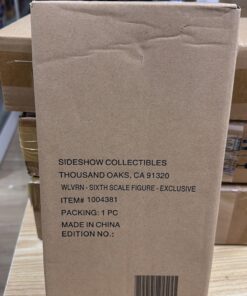 SIDESHOW COLLECTIBLES
THOUSAND OAKS, CA 91320
WLVRN - SIXTH SCALE FIGURE - EXCLUSIVE
ITEM# 1004381
PACKING: 1 PC
MADE IN CHINA
EDITION NO.: